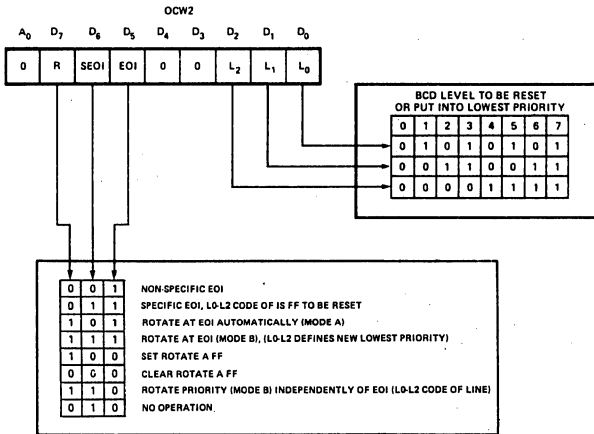 OCW2
A0 D7 D6 D5 D4 D3 D2 D1 D0
0 R SEOI EOI 0 0 L2 L1 L0
BCD LEVEL TO BE RESET
OR PUT INTO LOWEST PRIORITY
0 1 2 3 4 5 6 7
0 1 0 1 0 1 0 1
0 0 1 1 0 0 1 1
0 0 0 0 1 1 1 1
0 0 1 NON-SPECIFIC EOI
0 1 1 SPECIFIC EOI, L0-L2 CODE OF IS FF TO BE RESET
1 0 1 ROTATE AT EOI AUTOMATICALLY (MODE A)
1 1 1 ROTATE AT EOI (MODE B), (L0-L2 DEFINES NEW LOWEST PRIORITY)
1 0 0 SET ROTATE A FF
0 0 0 CLEAR ROTATE A FF
1 1 0 ROTATE PRIORITY (MODE B) INDEPENDENTLY OF EOI (L0-L2 CODE OF LINE)
0 1 0 NO OPERATION